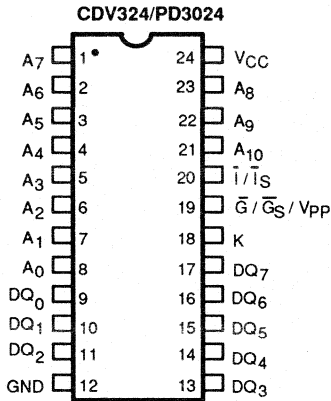 CDV324/PD3024
A7 1 24 VCC
A6 2 23 A8
A5 3 22 A9
A4 4 21 A10
A3 5 20 Ī / ĪS
A2 6 19 G̅ / G̅S / VPP
A1 7 18 K
A0 8 17 DQ7
DQ0 9 16 DQ6
DQ1 10 15 DQ5
DQ2 11 14 DQ4
GND 12 13 DQ3